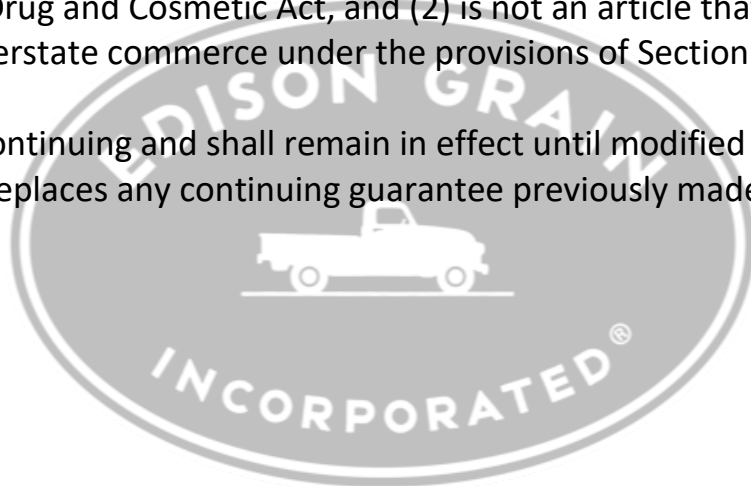 Drug and Cosmetic Act, and (2) is not an article tha
erstate commerce under the provisions of Section
ontinuing and shall remain in effect until modified
eplaces any continuing guarantee previously made
EDISON GRAIN
INCORPORATED®